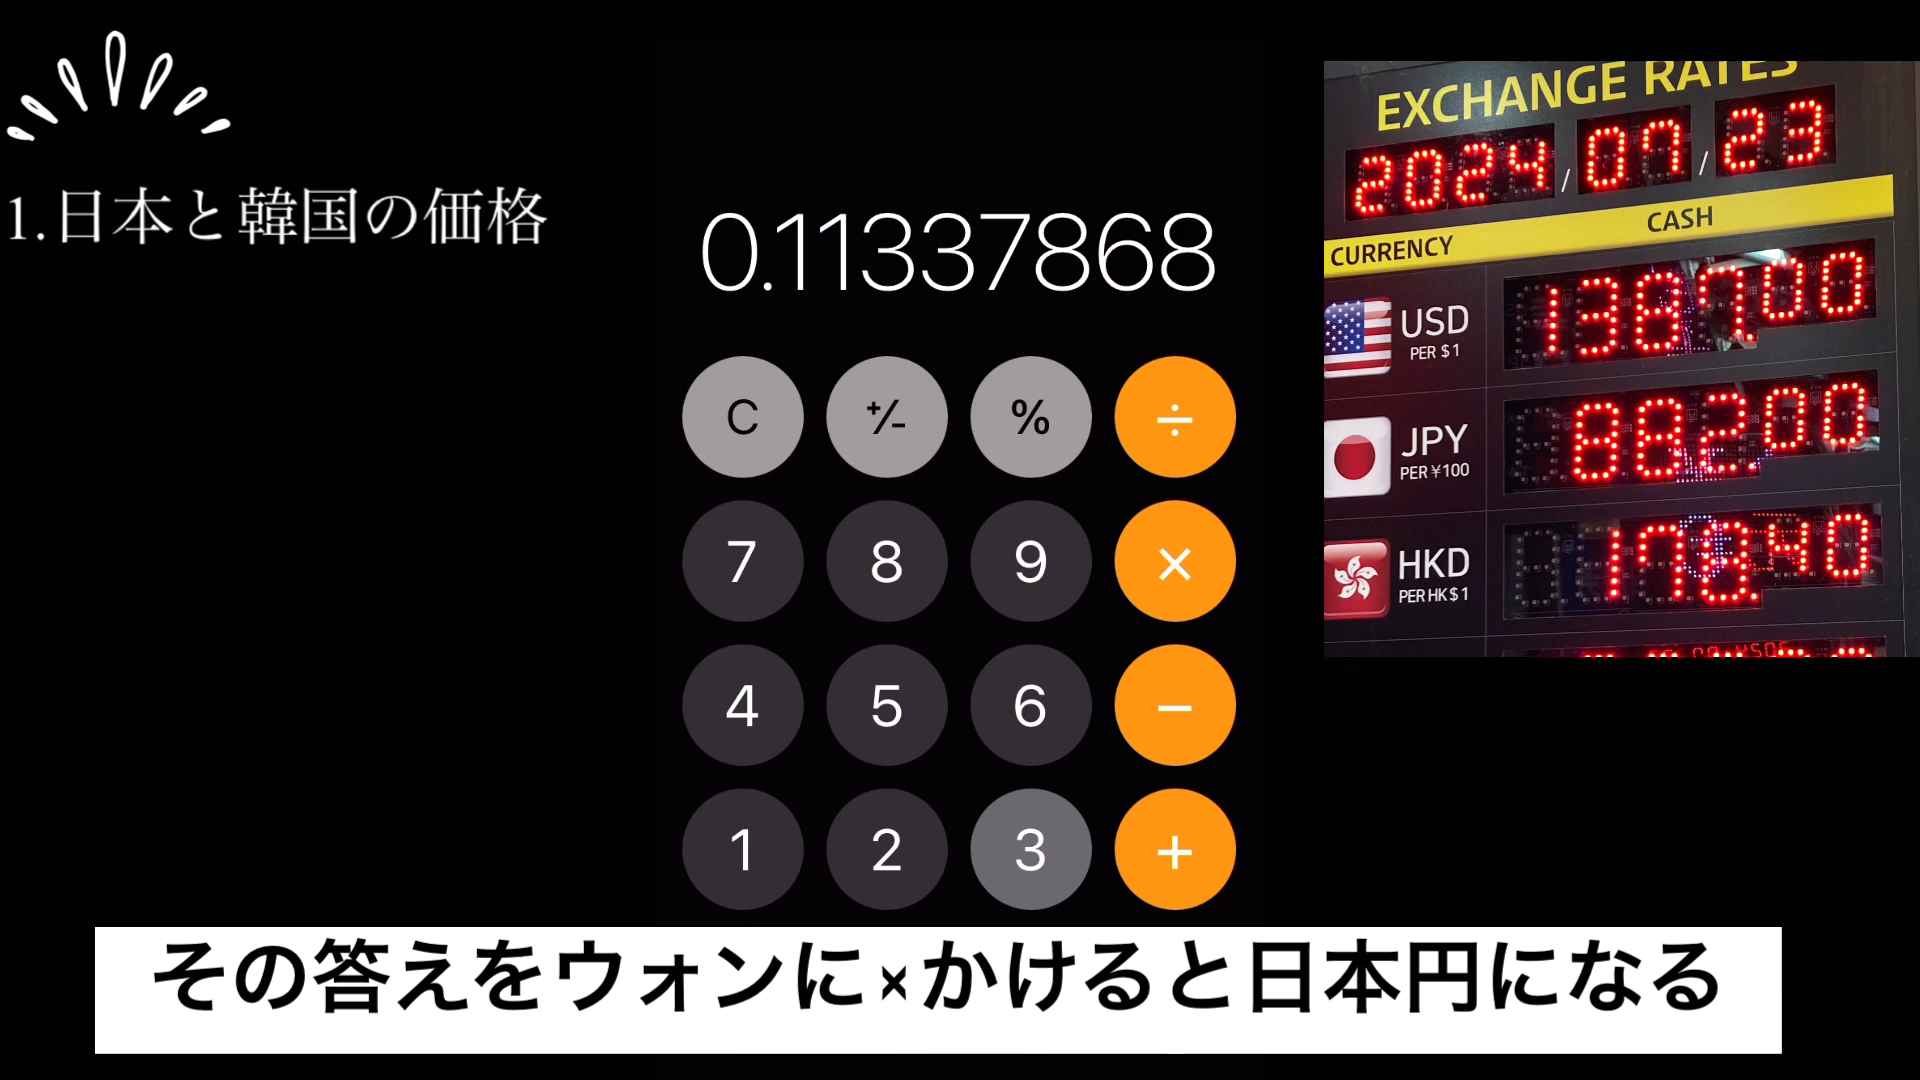 1.日本と韓国の価格
0.11337868
C +/- % ÷
7 8 9 ×
4 5 6 −
1 2 3 +
EXCHANGE RATES
2024/07/23
CURRENCY CASH
USD 1387.00
PER $1
JPY 882.00
PER ¥100
HKD 178.40
PER HK$1
その答えをウォンに×かけると日本円になる